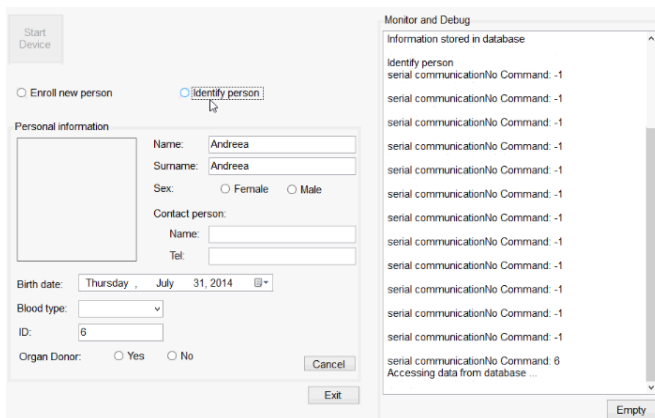 Start
Device
Enroll new person
Identify person
Personal information
Name: Andreea
Surname: Andreea
Sex: Female Male
Contact person:
Name:
Tel:
Birth date: Thursday , July 31, 2014
Blood type:
ID: 6
Organ Donor: Yes No
Cancel
Exit
Monitor and Debug
Information stored in database
Identify person
serial communicationNo Command: -1
serial communicationNo Command: -1
serial communicationNo Command: -1
serial communicationNo Command: -1
serial communicationNo Command: -1
serial communicationNo Command: -1
serial communicationNo Command: -1
serial communicationNo Command: -1
serial communicationNo Command: -1
serial communicationNo Command: -1
serial communicationNo Command: -1
serial communicationNo Command: -1
serial communicationNo Command: 6
Accessing data from database ...
Empty